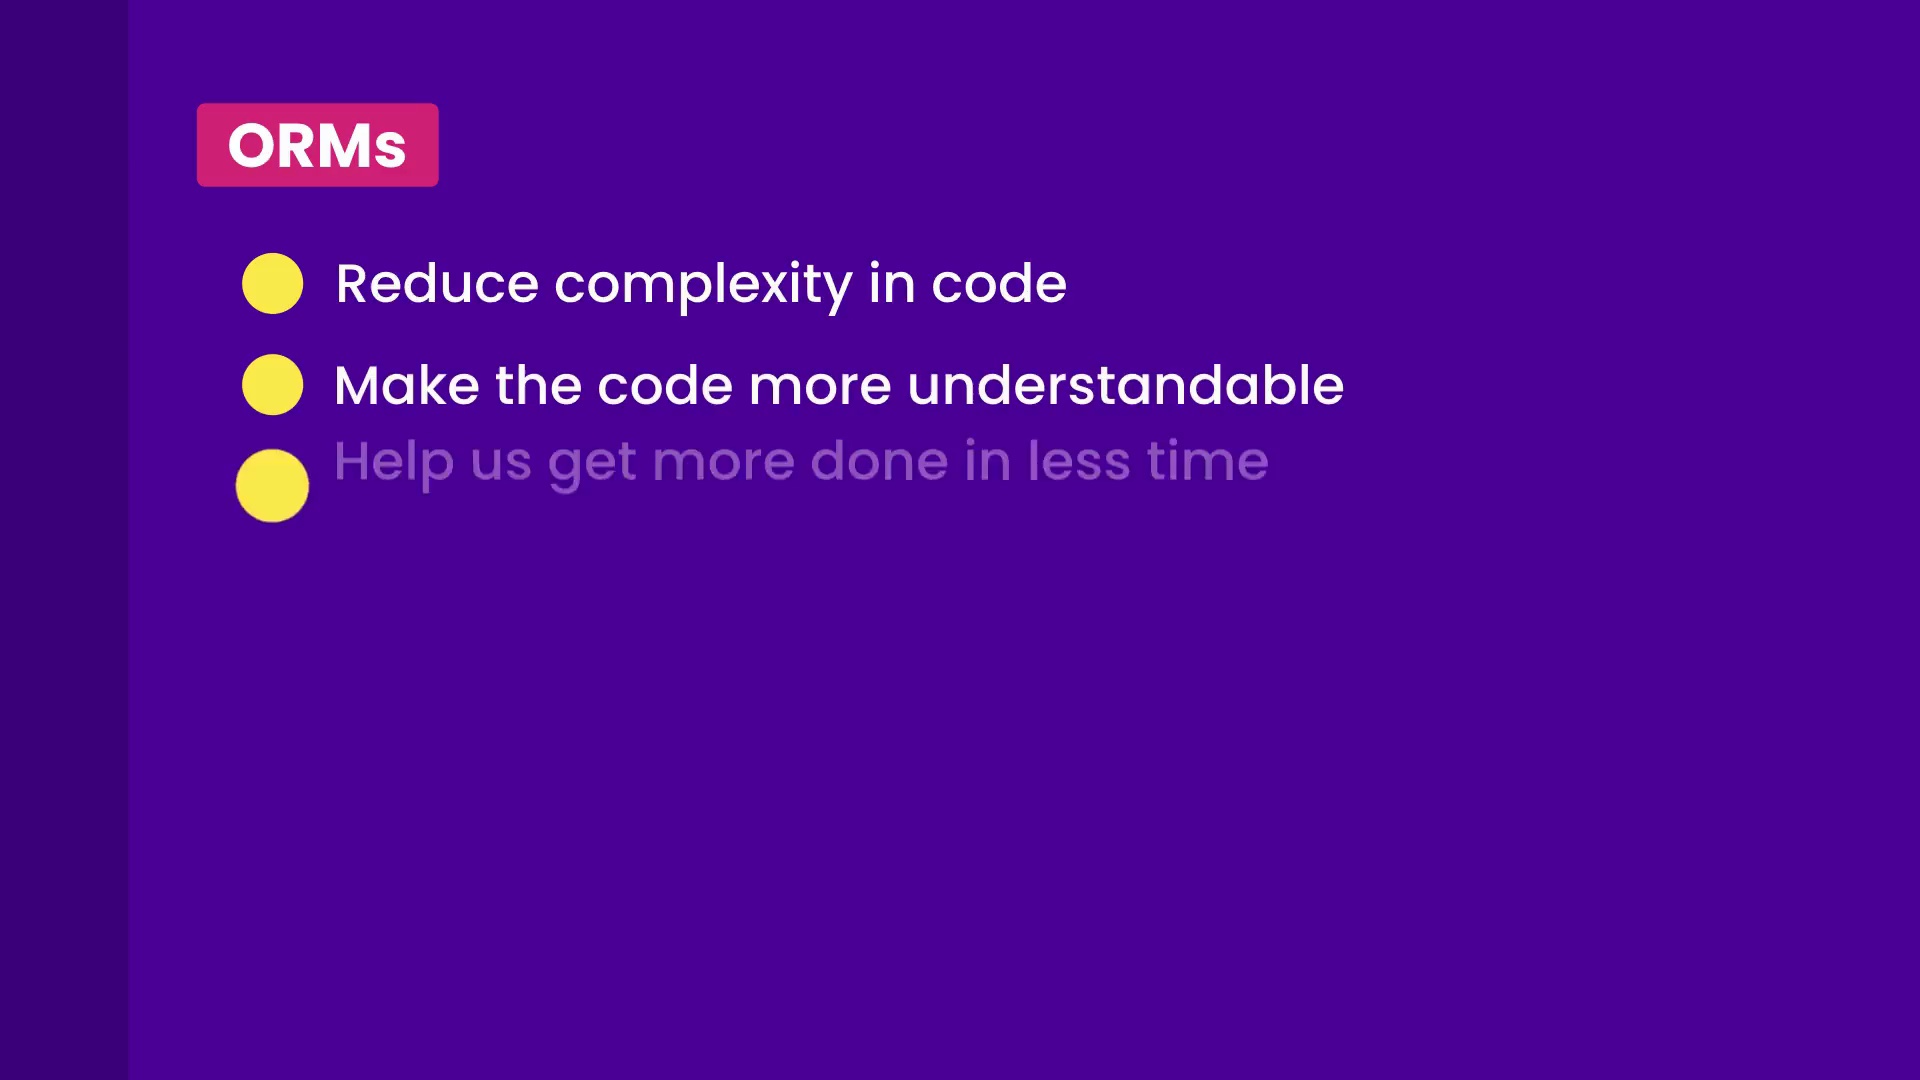 ORMs
Reduce complexity in code
Make the code more understandable
Help us get more done in less time